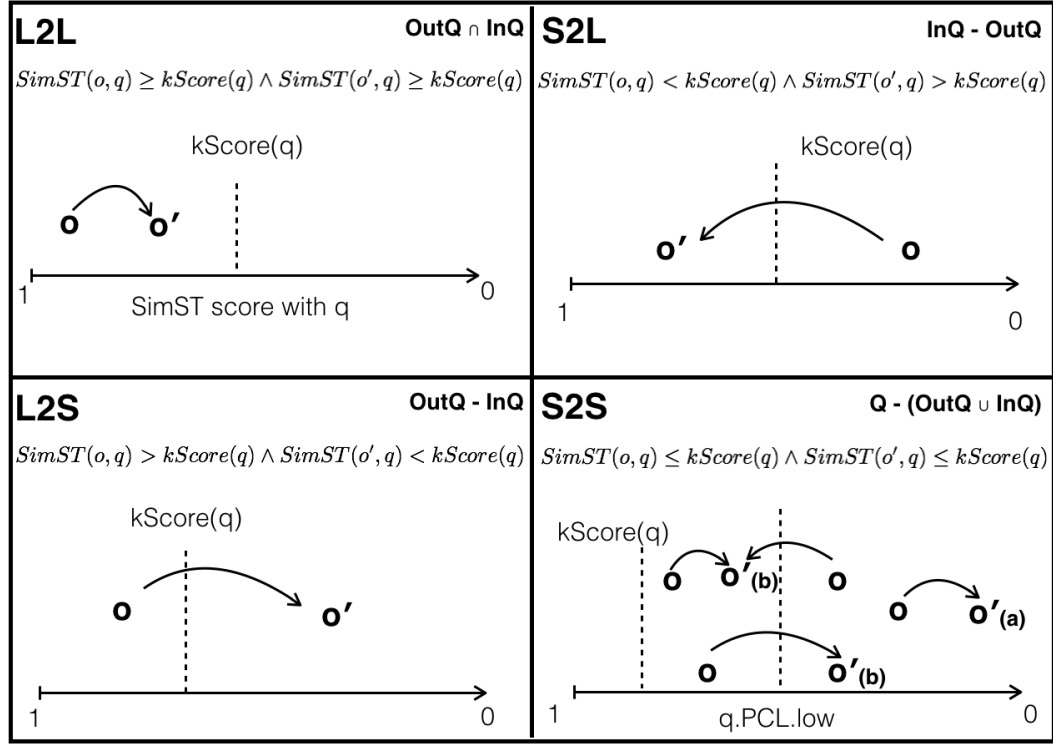 L2L OutQ ∩ InQ
SimST(o, q) ≥ kScore(q) ∧ SimST(o′, q) ≥ kScore(q)
kScore(q)
o o′
1 0
SimST score with q
S2L InQ - OutQ
SimST(o, q) < kScore(q) ∧ SimST(o′, q) > kScore(q)
kScore(q)
o′ o
1 0
L2S OutQ - InQ
SimST(o, q) > kScore(q) ∧ SimST(o′, q) < kScore(q)
kScore(q)
o o′
1 0
S2S Q - (OutQ ∪ InQ)
SimST(o, q) ≤ kScore(q) ∧ SimST(o′, q) ≤ kScore(q)
kScore(q)
o o′(b) o
o o′(a)
o o′(b)
1 q.PCL.low 0